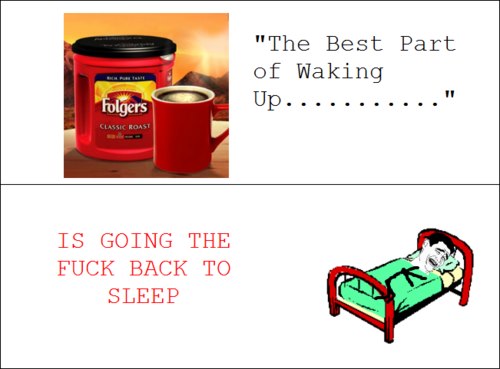 RICH PURE TASTE
Folgers
CLASSIC ROAST
"The Best Part
of Waking
Up..........."
IS GOING THE
FUCK BACK TO
SLEEP